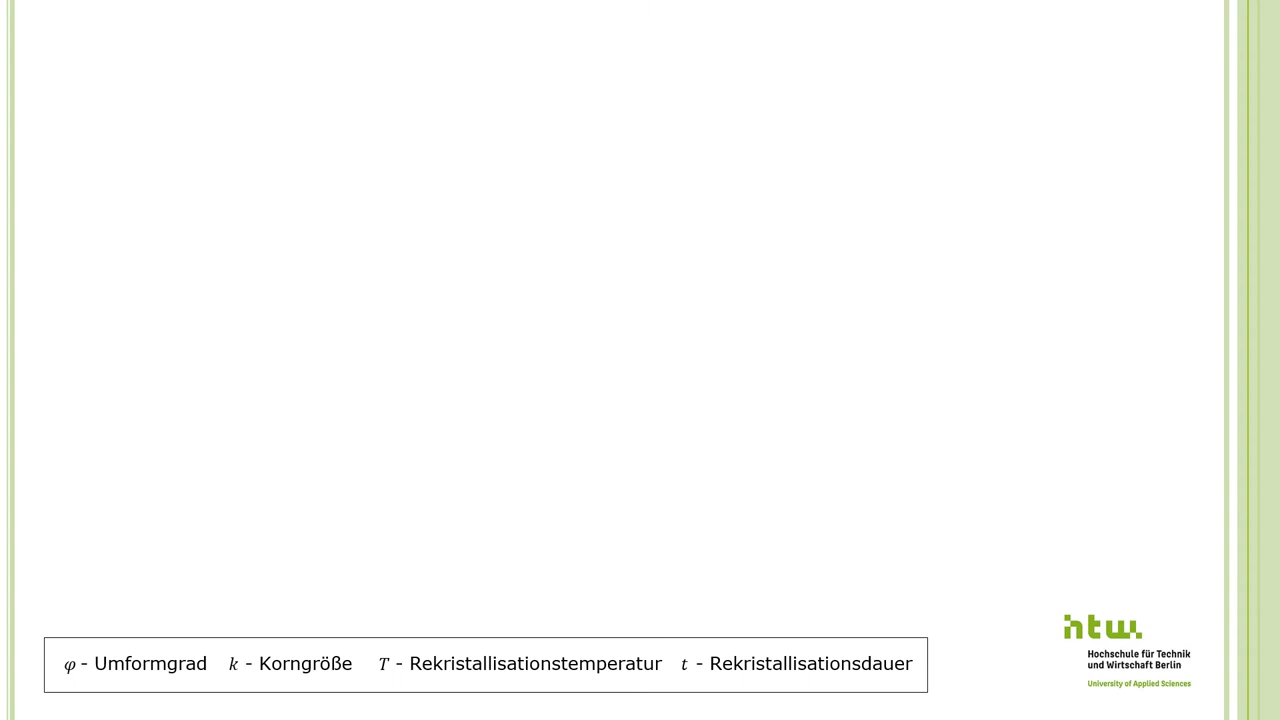 φ - Umformgrad k - Korngröße T - Rekristallisationstemperatur t - Rekristallisationsdauer
htw.
Hochschule für Technik
und Wirtschaft Berlin
University of Applied Sciences